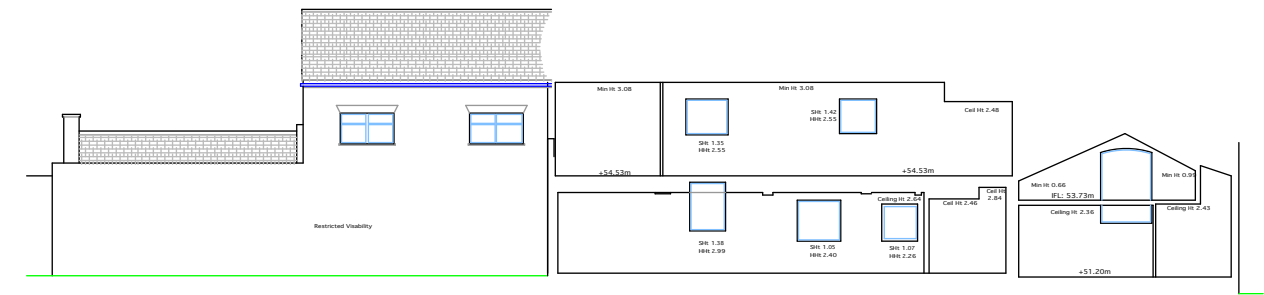 Min Ht 3.08
Min Ht 3.08
SHt 1.42
HHt 2.55
Ceil Ht 2.48
SHt 1.35
HHt 2.55
+54.53m
+54.53m
Min Ht 0.66
Min Ht 0.99
IFL: 53.73m
Ceil Ht
2.84
Ceiling Ht 2.64
Ceil Ht 2.46
Ceiling Ht 2.36
Ceiling Ht 2.43
Restricted Visability
SHt 1.38
HHt 2.99
SHt 1.05
HHt 2.40
SHt 1.07
HHt 2.26
+51.20m